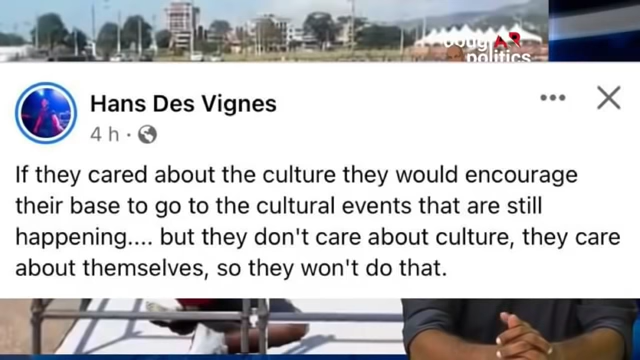 politics
Hans Des Vignes
4 h
If they cared about the culture they would encourage
their base to go to the cultural events that are still
happening.... but they don't care about culture, they care
about themselves, so they won't do that.